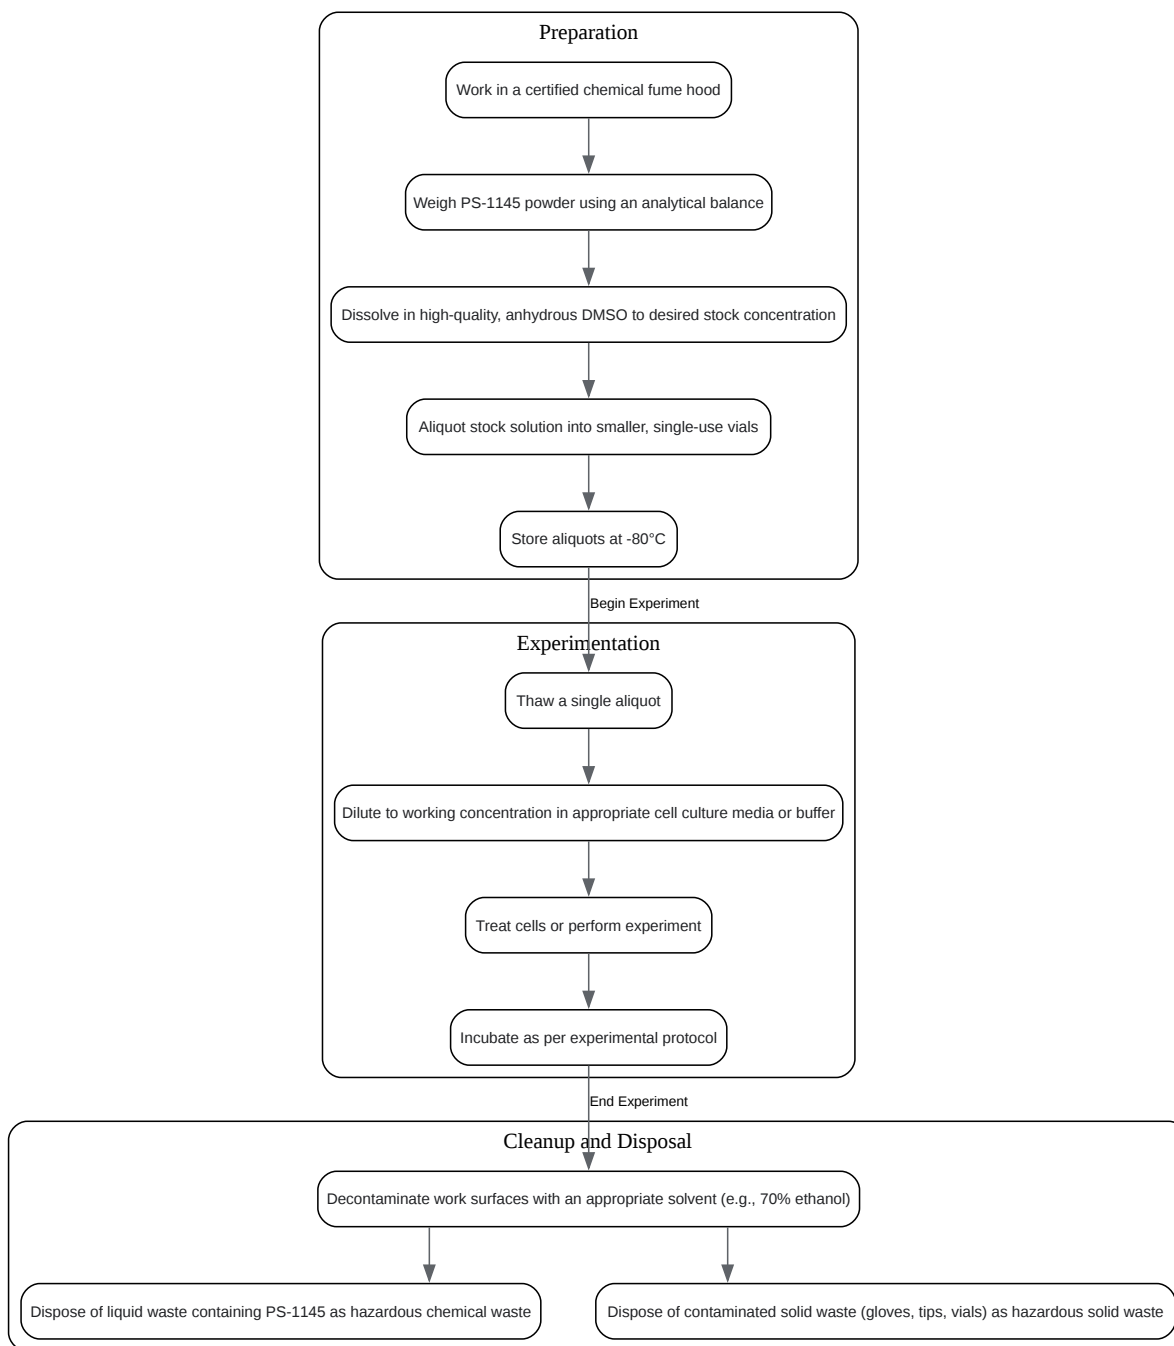 Preparation
Work in a certified chemical fume hood
Weigh PS-1145 powder using an analytical balance
Dissolve in high-quality, anhydrous DMSO to desired stock concentration
Aliquot stock solution into smaller, single-use vials
Store aliquots at -80°C
Begin Experiment
Experimentation
Thaw a single aliquot
Dilute to working concentration in appropriate cell culture media or buffer
Treat cells or perform experiment
Incubate as per experimental protocol
End Experiment
Cleanup and Disposal
Decontaminate work surfaces with an appropriate solvent (e.g., 70% ethanol)
Dispose of liquid waste containing PS-1145 as hazardous chemical waste
Dispose of contaminated solid waste (gloves, tips, vials) as hazardous solid waste